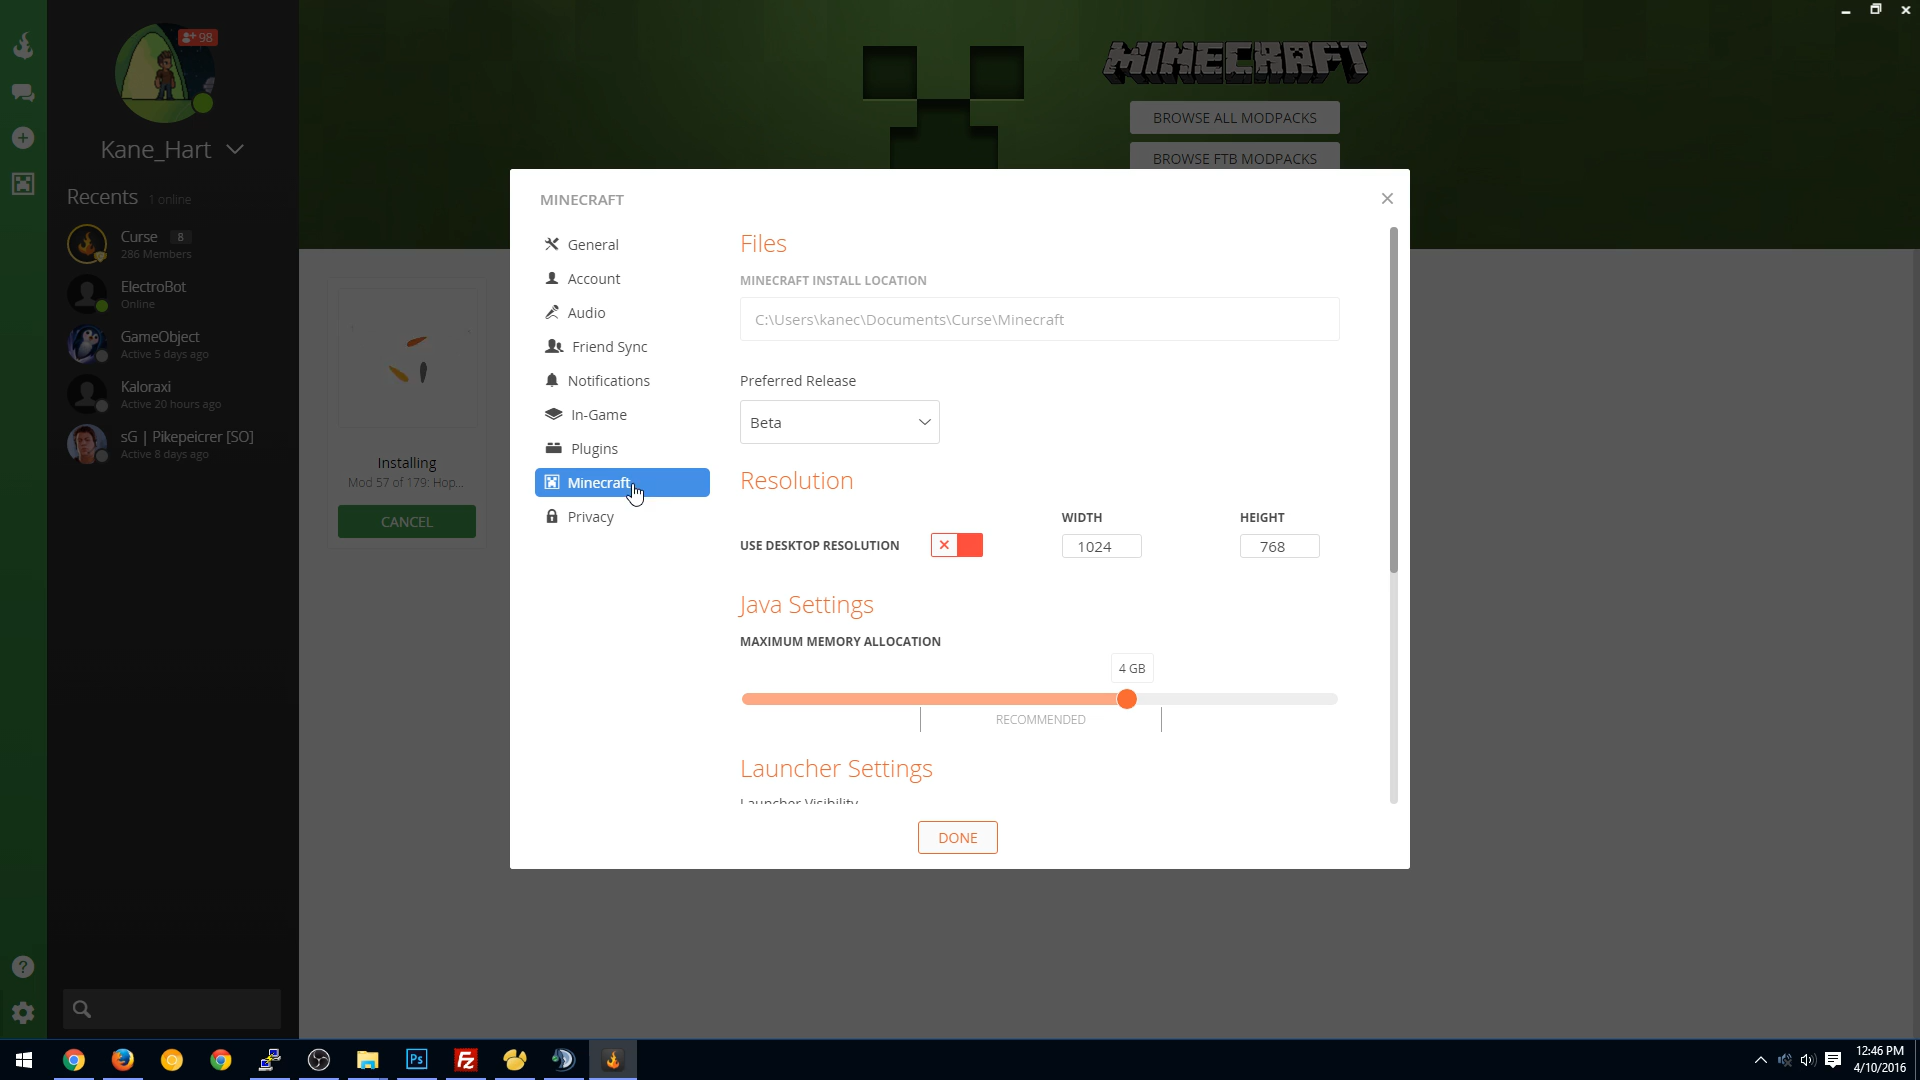 98
Kane_Hart
Recents 1 online
Curse 8
286 Members
ElectroBot
Online
GameObject
Active 5 days ago
Kaloraxi
Active 20 hours ago
sG | Pikepeicrer [SO]
Active 8 days ago
Installing
Mod 57 of 179: Hop...
CANCEL
MINECRAFT
BROWSE ALL MODPACKS
BROWSE FTB MODPACKS
MINECRAFT
General
Account
Audio
Friend Sync
Notifications
In-Game
Plugins
Minecraft
Privacy
Files
MINECRAFT INSTALL LOCATION
C:\Users\kanec\Documents\Curse\Minecraft
Preferred Release
Beta
Resolution
WIDTH HEIGHT
USE DESKTOP RESOLUTION 1024 768
Java Settings
MAXIMUM MEMORY ALLOCATION
4 GB
RECOMMENDED
Launcher Settings
Launcher Visibility
DONE
Ps
Fz
12:46 PM
4/10/2016